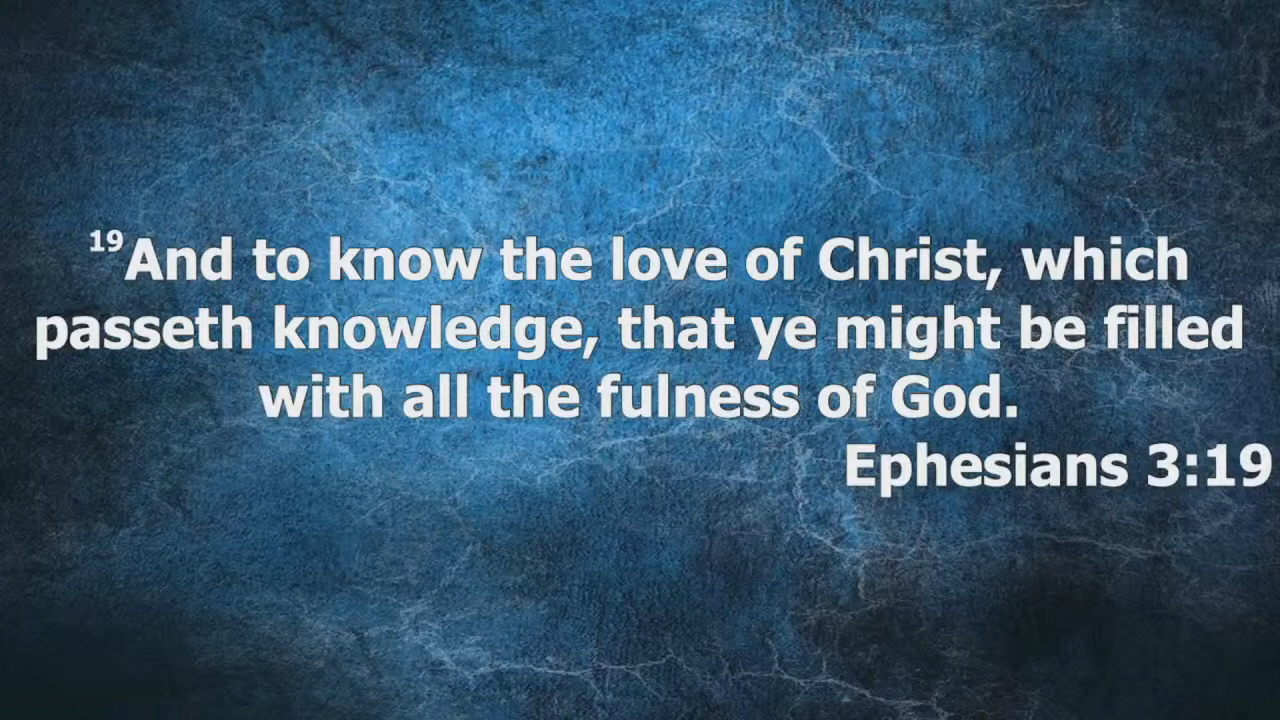 ¹⁹And to know the love of Christ, which
passeth knowledge, that ye might be filled
with all the fulness of God.
Ephesians 3:19